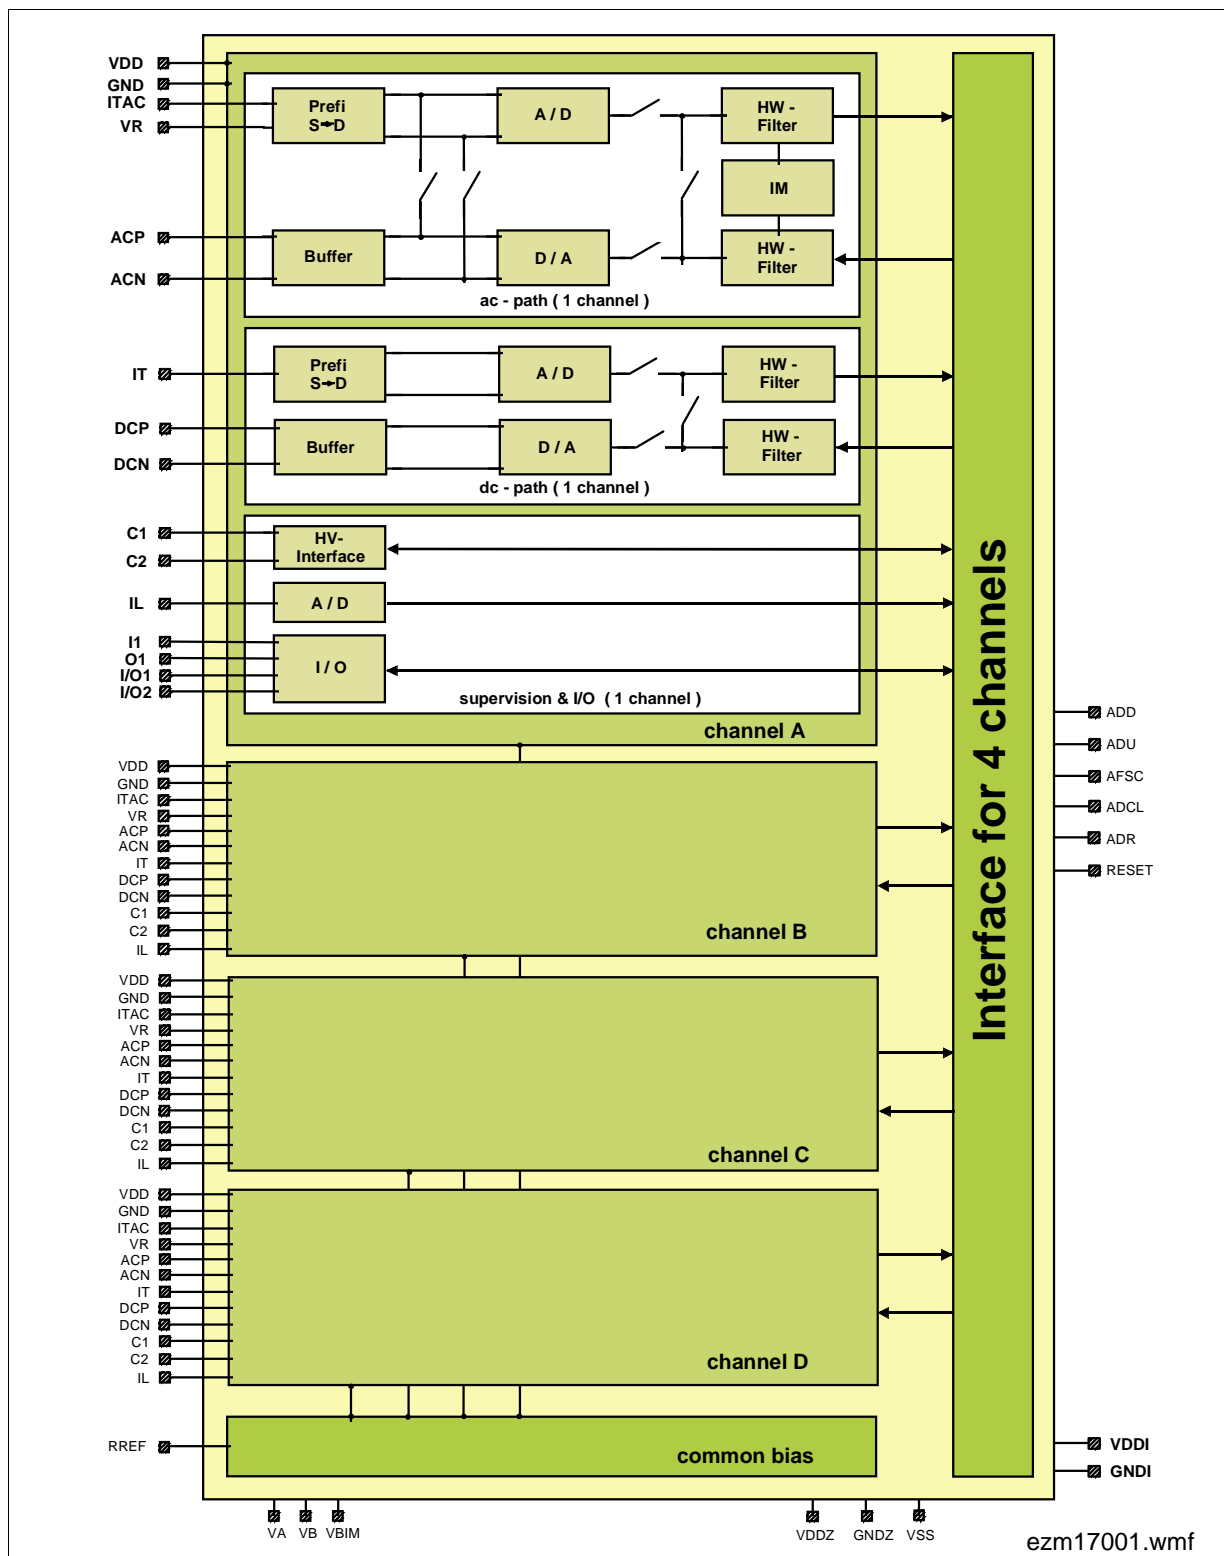 VDD
GND
ITAC
VR
Prefi
S➔D
A / D
HW -
Filter
IM
ACP
ACN
Buffer
D / A
HW -
Filter
ac - path ( 1 channel )
IT
Prefi
S➔D
A / D
HW -
Filter
DCP
DCN
Buffer
D / A
HW -
Filter
dc - path ( 1 channel )
C1
C2
HV-
Interface
IL
A / D
I1
O1
I/O1
I/O2
I / O
supervision & I/O ( 1 channel )
channel A
VDD
GND
ITAC
VR
ACP
ACN
IT
DCP
DCN
C1
C2
IL
channel B
VDD
GND
ITAC
VR
ACP
ACN
IT
DCP
DCN
C1
C2
IL
channel C
VDD
GND
ITAC
VR
ACP
ACN
IT
DCP
DCN
C1
C2
IL
channel D
RREF
common bias
Interface for 4 channels
ADD
ADU
AFSC
ADCL
ADR
RESET
VDDI
GNDI
VA
VB
VBIM
VDDZ
GNDZ
VSS
ezm17001.wmf